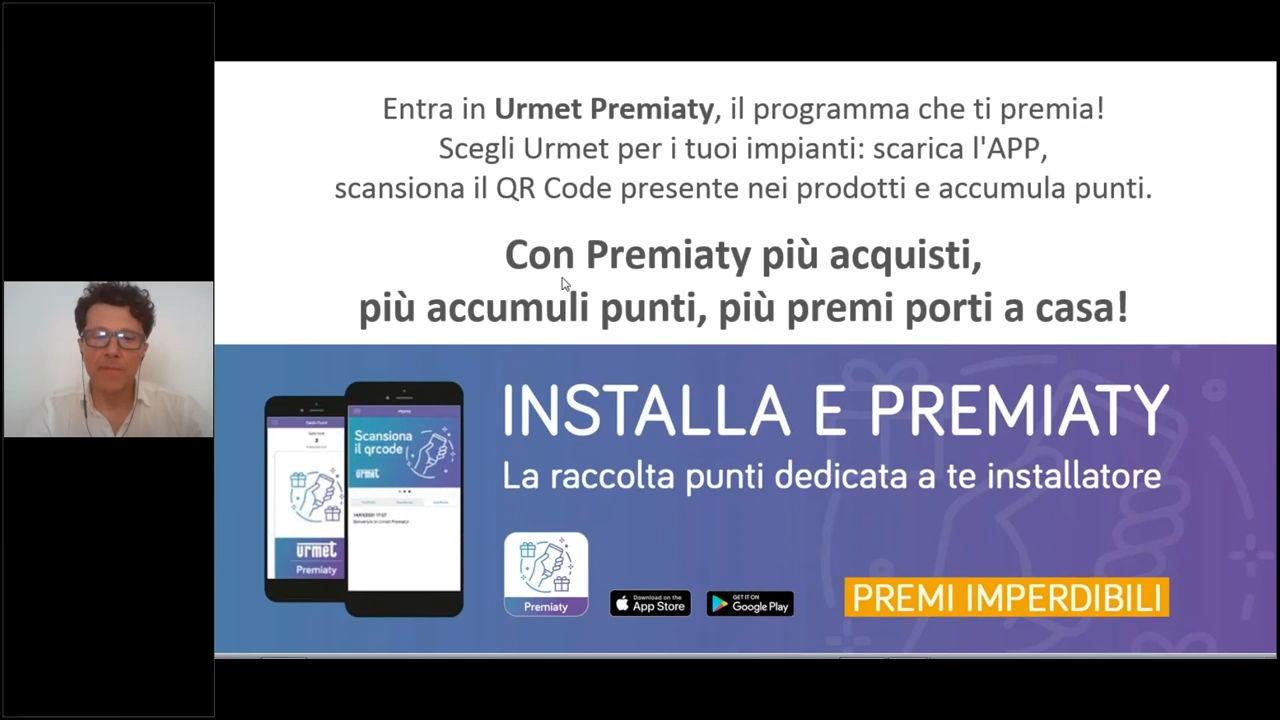 Entra in Urmet Premiaty, il programma che ti premia!
Scegli Urmet per i tuoi impianti: scarica l'APP,
scansiona il QR Code presente nei prodotti e accumula punti.
Con Premiaty più acquisti,
più accumuli punti, più premi porti a casa!
INSTALLA E PREMIATY
La raccolta punti dedicata a te installatore
Scansiona
il qrcode
urmet
urmet
Premiaty
Premiaty
Download on the
App Store
GET IT ON
Google Play
PREMI IMPERDIBILI